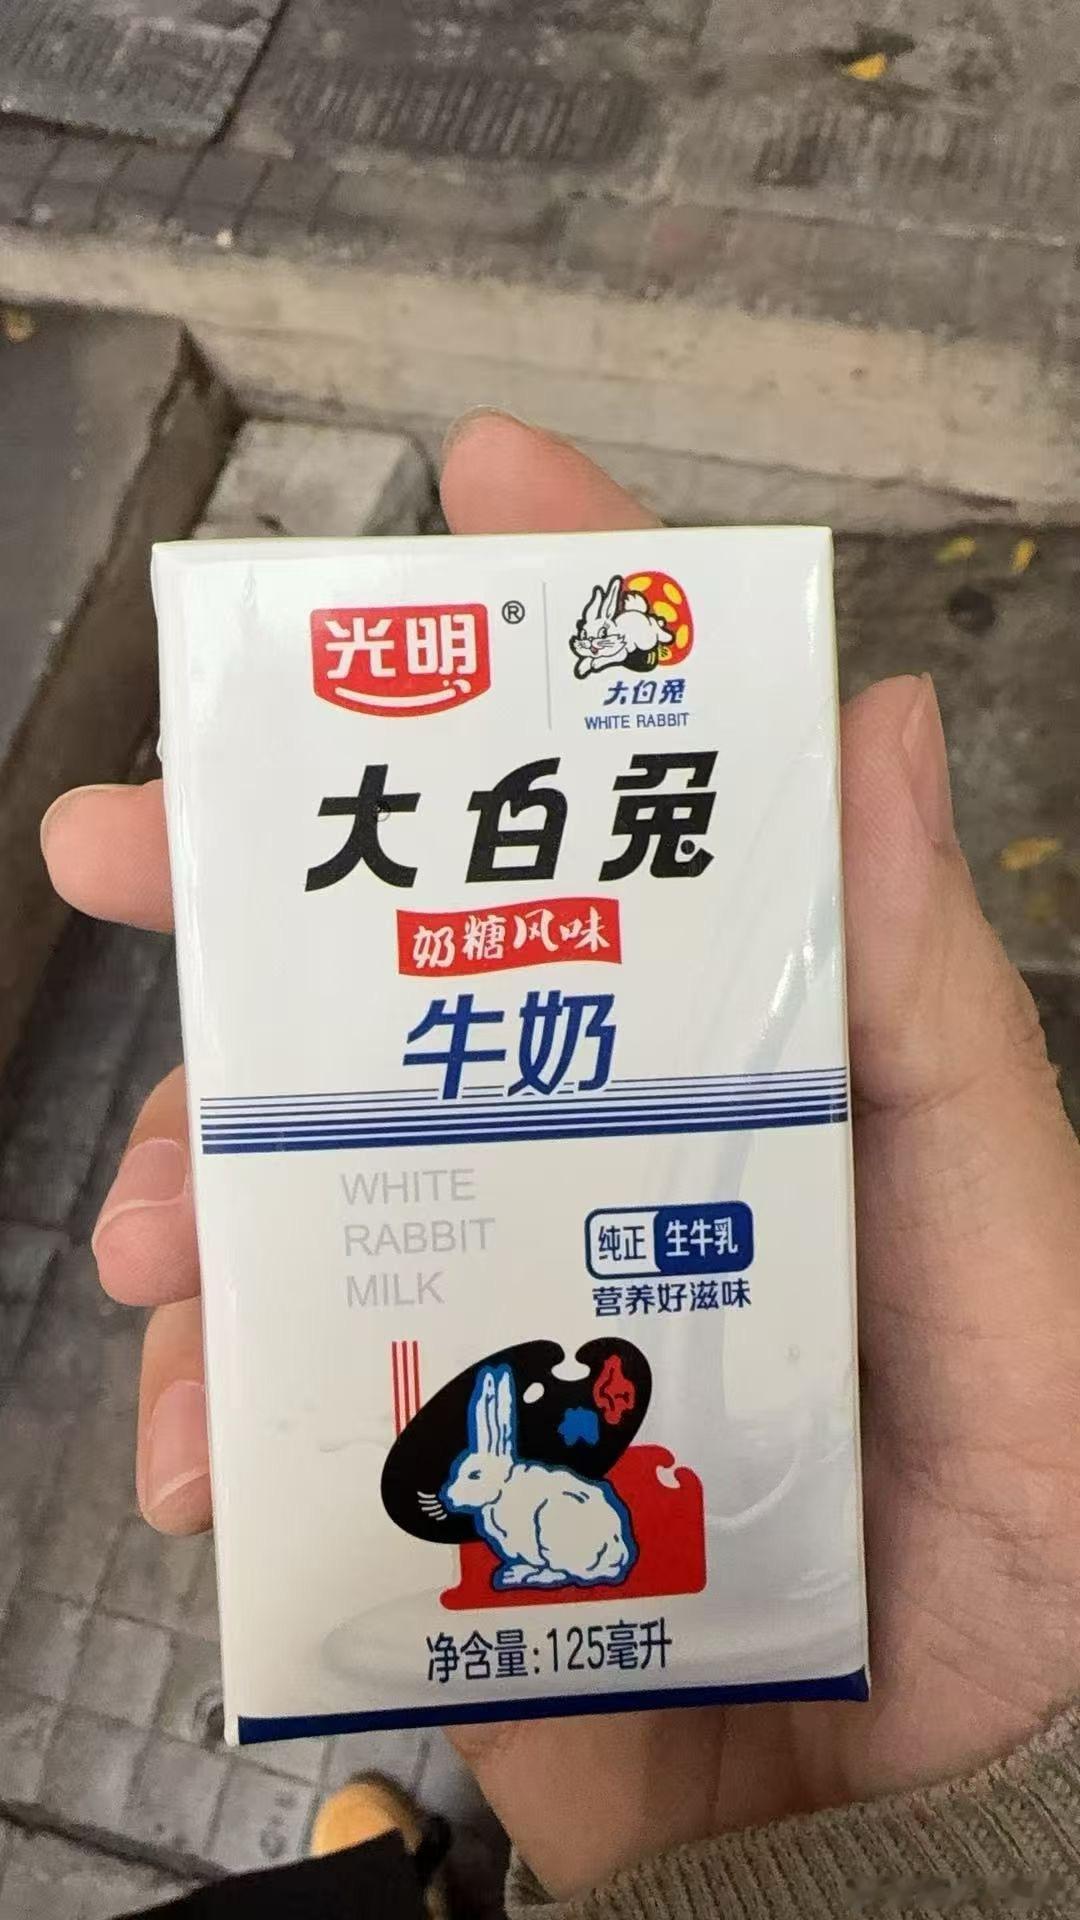 光明®
大白兔
WHITE RABBIT
大白兔
奶糖风味
牛奶
WHITE
RABBIT
MILK
纯正 生牛乳
营养好滋味
净含量:125毫升